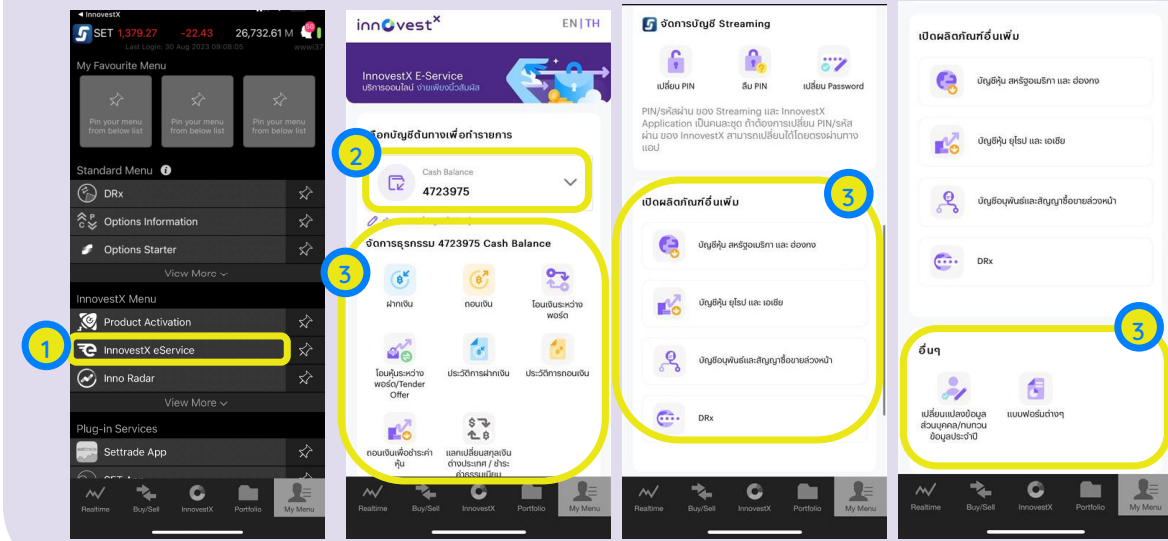 InnovestX
SET 1,379.27 -22.43 26,732.61 M 50
Last Login: 30 Aug 2023 09:08:05 wwwi37
My Favourite Menu
Pin your menu from below list
Pin your menu from below list
Pin your menu from below list
Standard Menu
DRx
Options Information
Options Starter
View More
InnovestX Menu
Product Activation
1
InnovestX eService
Inno Radar
View More
Plug-in Services
Settrade App
Realtime Buy/Sell InnovestX Portfolio My Menu
innovestx EN|TH
InnovestX E-Service
บริการออนไลน์ ง่ายเพียงนิ้วสัมผัส
เลือกบัญชีต้นทางเพื่อทำรายการ
2
Cash Balance
4723975
จัดการธุรกรรม 4723975 Cash Balance
3
ฝากเงิน ถอนเงิน โอนเงินระหว่าง
พอร์ต
โอนหุ้นระหว่าง ประวัติการฝากเงิน ประวัติการถอนเงิน
พอร์ต/Tender
Offer
ถอนเงินเพื่อชำระค่า แลกเปลี่ยนสกุลเงิน
หุ้น ต่างประเทศ / ชำระ
ค่าธรรมเนียม
Realtime Buy/Sell InnovestX Portfolio My Menu
จัดการบัญชี Streaming
เปลี่ยน PIN ลืม PIN เปลี่ยน Password
PIN/รหัสผ่าน ของ Streaming และ InnovestX
Application เป็นคนละชุด ถ้าต้องการเปลี่ยน PIN/รหัส
ผ่าน ของ InnovestX สามารถเปลี่ยนได้โดยตรงผ่านทาง
แอป
3
เปิดผลิตภัณฑ์อื่นเพิ่ม
บัญชีหุ้น สหรัฐอเมริกา และ ฮ่องกง
บัญชีหุ้น ยุโรป และ เอเชีย
บัญชีอนุพันธ์และสัญญาซื้อขายล่วงหน้า
DRx
Realtime Buy/Sell InnovestX Portfolio My Menu
เปิดผลิตภัณฑ์อื่นเพิ่ม
บัญชีหุ้น สหรัฐอเมริกา และ ฮ่องกง
บัญชีหุ้น ยุโรป และ เอเชีย
บัญชีอนุพันธ์และสัญญาซื้อขายล่วงหน้า
DRx
3
อื่นๆ
เปลี่ยนแปลงข้อมูล แบบฟอร์มต่างๆ
ส่วนบุคคล/ทบทวน
ข้อมูลประจำปี
Realtime Buy/Sell InnovestX Portfolio My Menu